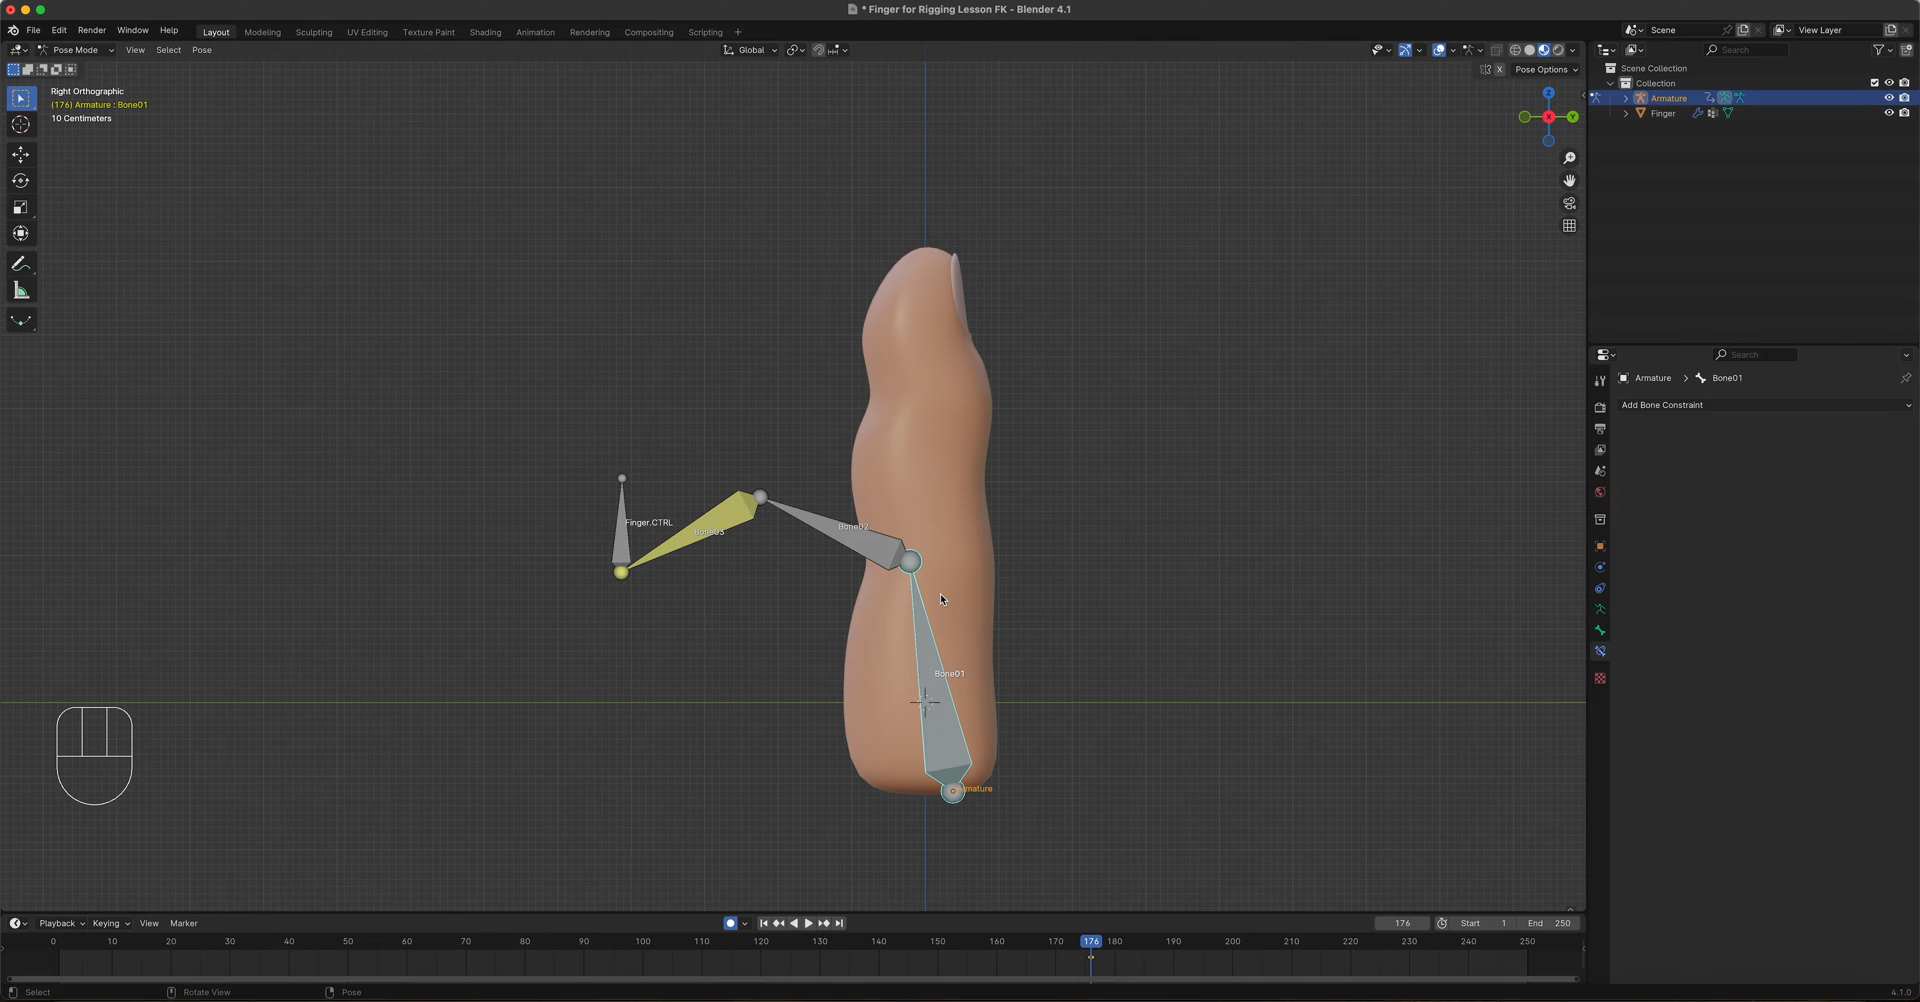 * Finger for Rigging Lesson FK - Blender 4.1
File Edit Render Window Help Layout Modeling Sculpting UV Editing Texture Paint Shading Animation Rendering Compositing Scripting +
Scene View Layer
Pose Mode View Select Pose Global Search
X Pose Options
Right Orthographic
(176) Armature : Bone01
10 Centimeters
Z
X Y
Scene Collection
Collection
Armature
Finger
Search
Armature > Bone01
Add Bone Constraint
Finger.CTRL
Bone03
Bone02
Bone01
Armature
Playback Keying View Marker 176 Start 1 End 250
0 10 20 30 40 50 60 70 80 90 100 110 120 130 140 150 160 170 176 180 190 200 210 220 230 240 250
Select Rotate View Pose 4.1.0